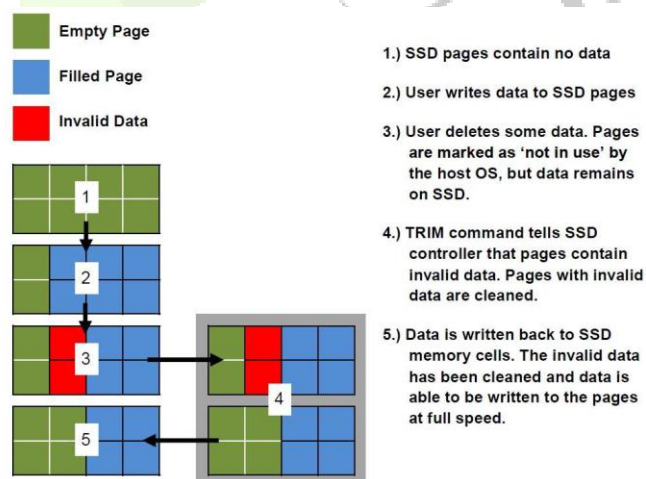 Empty Page
Filled Page
Invalid Data
1
2
3
4
5
1.) SSD pages contain no data
2.) User writes data to SSD pages
3.) User deletes some data. Pages
are marked as ‘not in use’ by
the host OS, but data remains
on SSD.
4.) TRIM command tells SSD
controller that pages contain
invalid data. Pages with invalid
data are cleaned.
5.) Data is written back to SSD
memory cells. The invalid data
has been cleaned and data is
able to be written to the pages
at full speed.